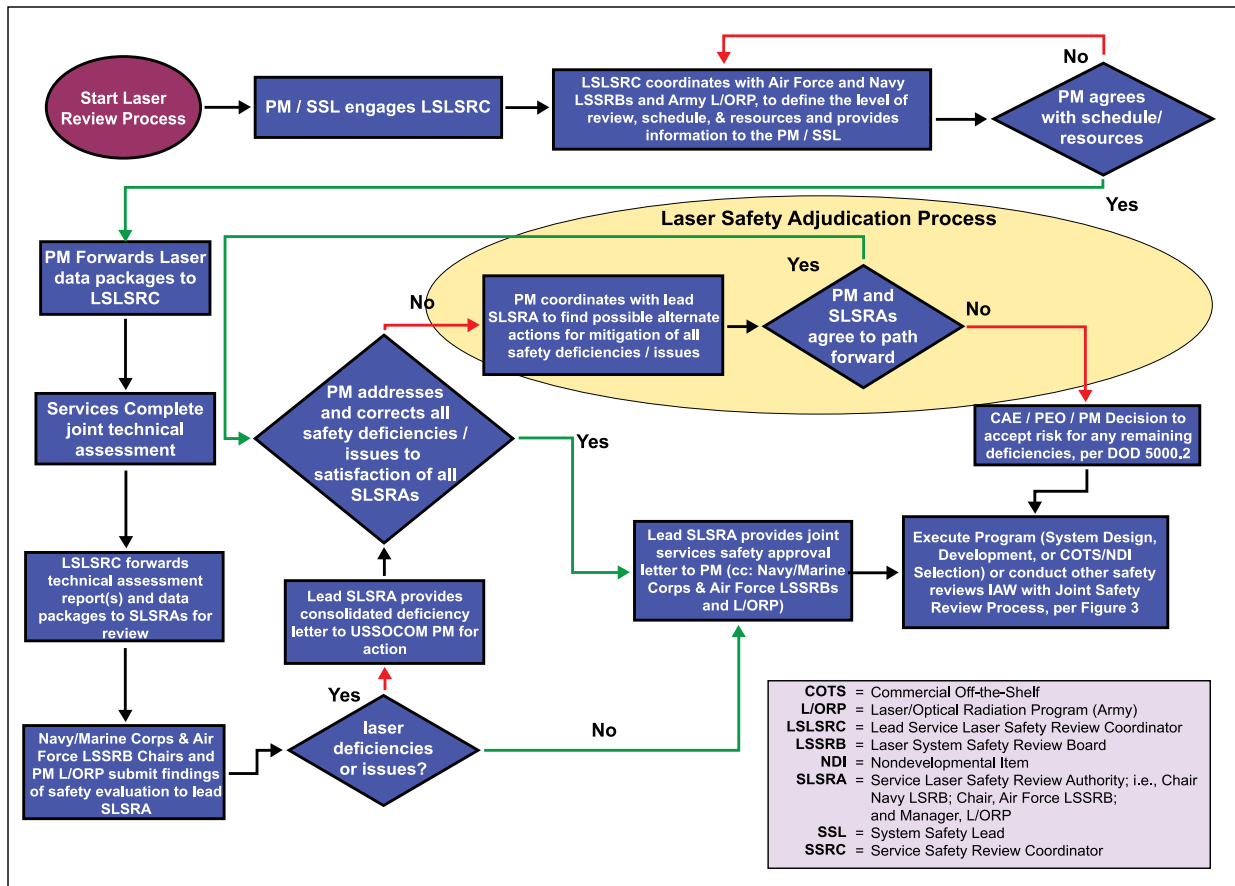 Start Laser
Review Process
PM / SSL engages LSLSRC
LSLSRC coordinates with Air Force and Navy
LSSRBs and Army L/ORP, to define the level of
review, schedule, & resources and provides
information to the PM / SSL
No
PM agrees
with schedule/
resources
Yes
Laser Safety Adjudication Process
PM Forwards Laser
data packages to
LSLSRC
No
PM coordinates with lead
SLSRA to find possible alternate
actions for mitigation of all
safety deficiencies / issues
Yes
PM and
SLSRAs
agree to path
forward
No
Services Complete
joint technical
assessment
PM addresses
and corrects all
safety deficiencies /
issues to
satisfaction of all
SLSRAs
Yes
CAE / PEO / PM Decision to
accept risk for any remaining
deficiencies, per DOD 5000.2
LSLSRC forwards
technical assessment
report(s) and data
packages to SLSRAs for
review
Lead SLSRA provides
consolidated deficiency
letter to USSOCOM PM for
action
Lead SLSRA provides joint
services safety approval
letter to PM (cc: Navy/Marine
Corps & Air Force LSSRBs
and L/ORP)
Execute Program (System Design,
Development, or COTS/NDI
Selection) or conduct other safety
reviews IAW with Joint Safety
Review Process, per Figure 3
Navy/Marine Corps & Air
Force LSSRB Chairs and
PM L/ORP submit findings
of safety evaluation to lead
SLSRA
Yes
laser
deficiencies
or issues?
No
COTS = Commercial Off-the-Shelf
L/ORP = Laser/Optical Radiation Program (Army)
LSLSRC = Lead Service Laser Safety Review Coordinator
LSSRB = Laser System Safety Review Board
NDI = Nondevelopmental Item
SLSRA = Service Laser Safety Review Authority; i.e., Chair
Navy LSRB; Chair, Air Force LSSRB;
and Manager, L/ORP
SSL = System Safety Lead
SSRC = Service Safety Review Coordinator